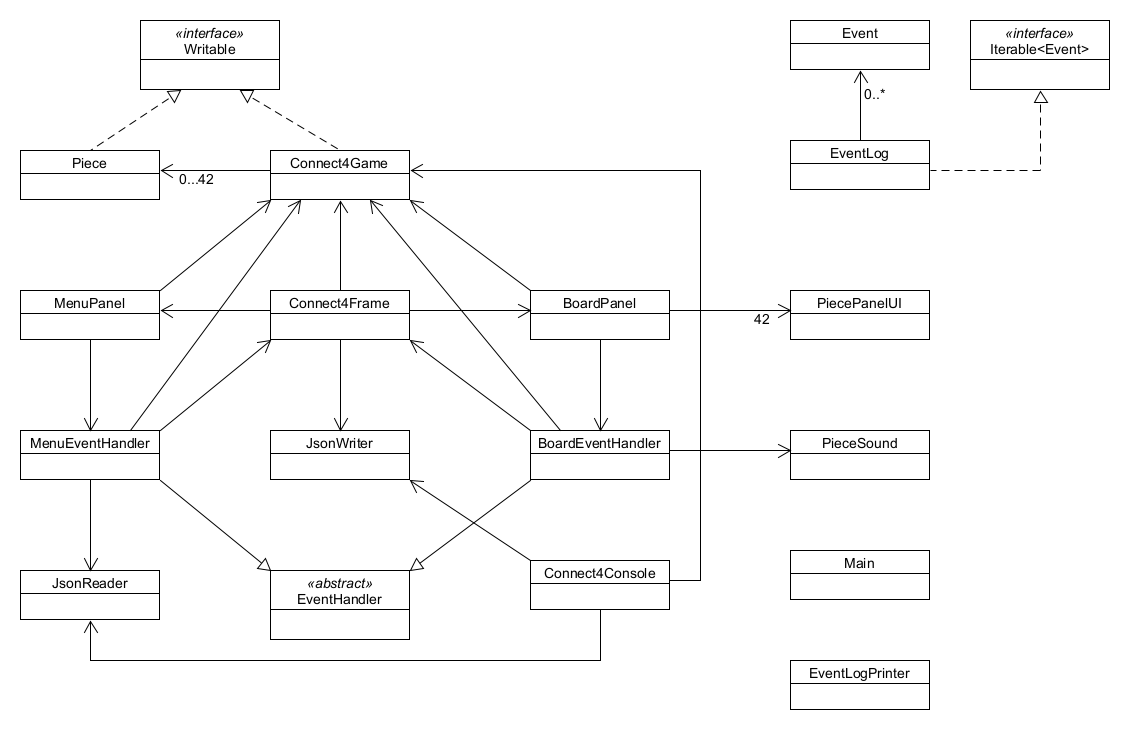 «interface»
Writable
Event
«interface»
Iterable<Event>
0..*
Piece
0...42
Connect4Game
EventLog
MenuPanel
Connect4Frame
BoardPanel
42
PiecePanelUI
MenuEventHandler
JsonWriter
BoardEventHandler
PieceSound
JsonReader
«abstract»
EventHandler
Connect4Console
Main
EventLogPrinter